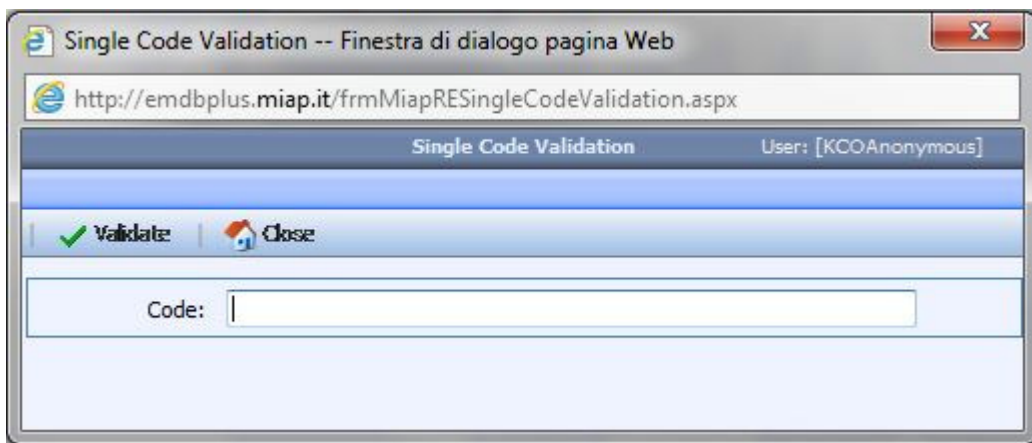 Single Code Validation -- Finestra di dialogo pagina Web
http://emdbplus.miap.it/frmMiapRESingleCodeValidation.aspx
Single Code Validation User: [KCOAnonymous]
Validate Close
Code: